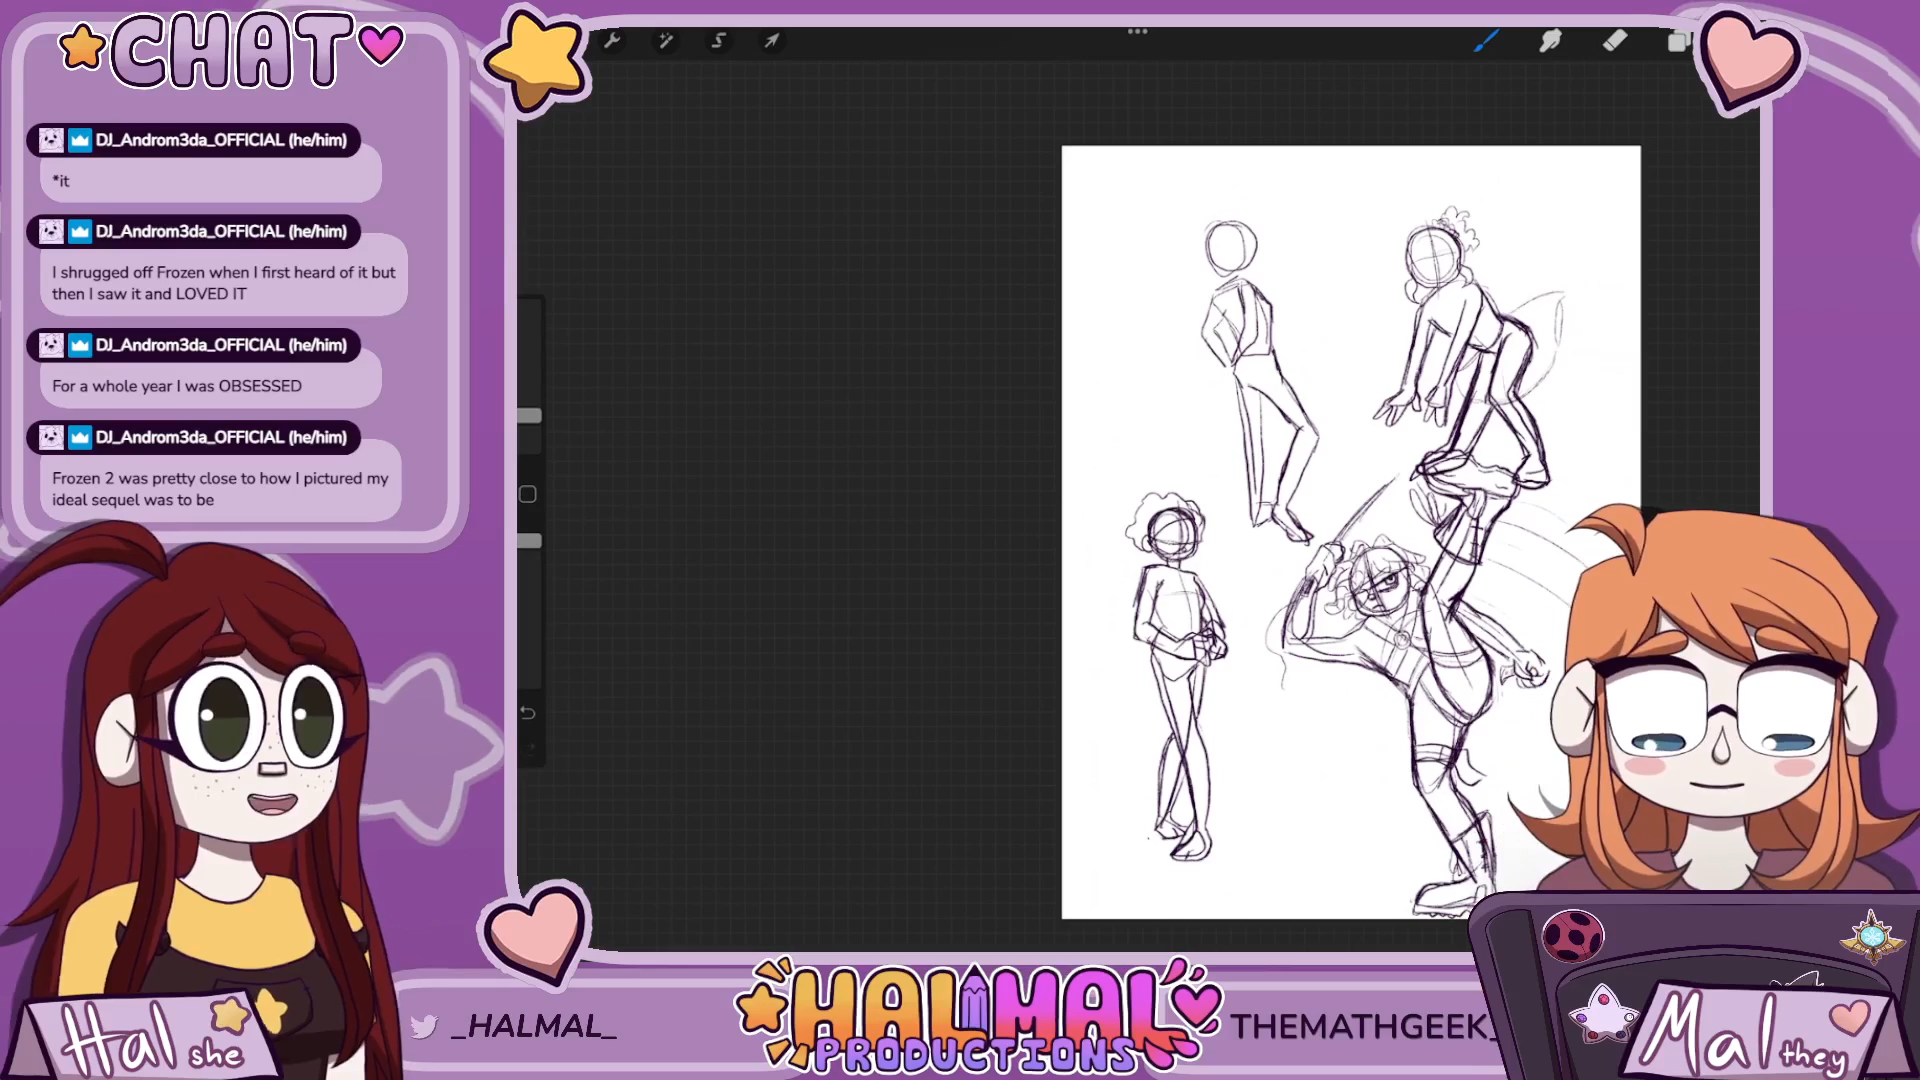 CHAT
DJ_Androm3da_OFFICIAL (he/him)
*it
DJ_Androm3da_OFFICIAL (he/him)
I shrugged off Frozen when I first heard of it but
then I saw it and LOVED IT
DJ_Androm3da_OFFICIAL (he/him)
For a whole year I was OBSESSED
DJ_Androm3da_OFFICIAL (he/him)
Frozen 2 was pretty close to how I pictured my
ideal sequel was to be
Hal she
_HALMAL_
HALMAL
PRODUCTIONS
THEMATHGEEK_
Mal they